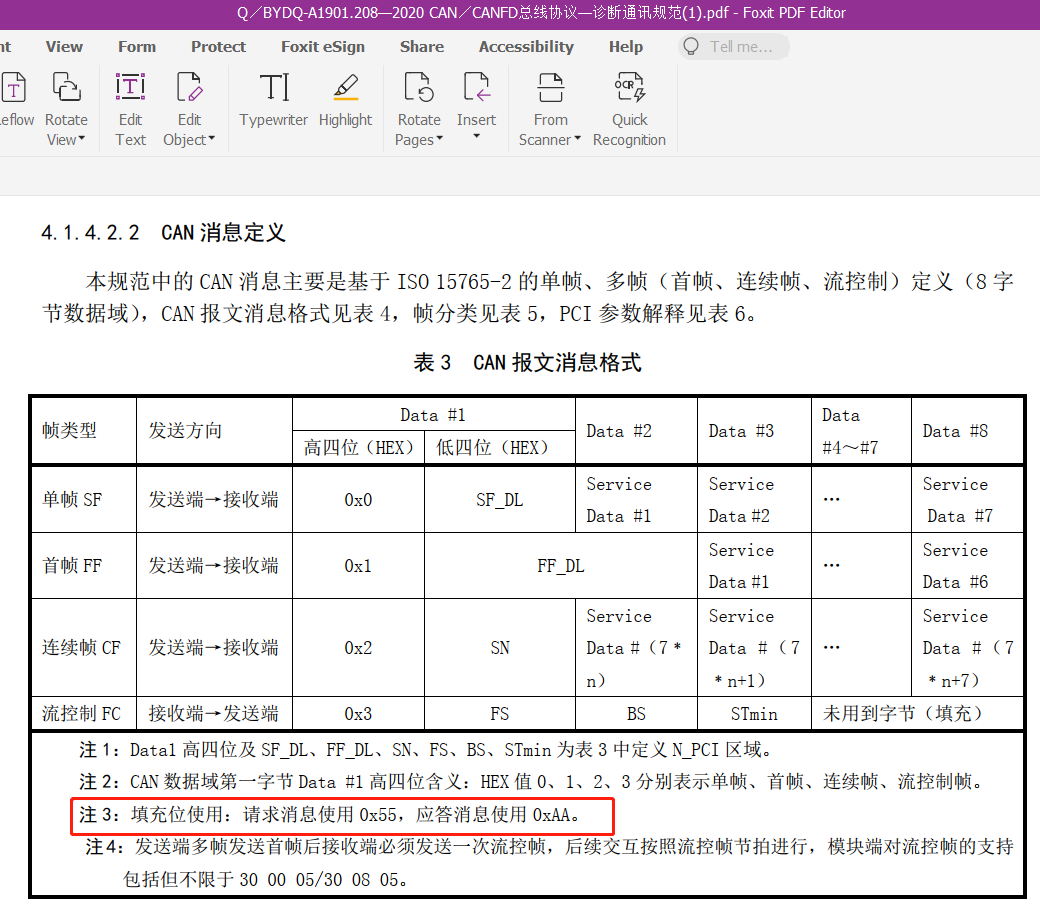 Q／BYDQ-A1901.208—2020 CAN／CANFD总线协议—诊断通讯规范(1).pdf - Foxit PDF Editor
nt View Form Protect Foxit eSign Share Accessibility Help Tell me...
eflow Rotate View Edit Text Edit Object Typewriter Highlight Rotate Pages Insert From Scanner OCR Quick Recognition
4.1.4.2.2 CAN 消息定义
本规范中的 CAN 消息主要是基于 ISO 15765-2 的单帧、多帧（首帧、连续帧、流控制）定义（8 字
节数据域），CAN 报文消息格式见表 4，帧分类见表 5，PCI 参数解释见表 6。
表 3 CAN 报文消息格式
帧类型 发送方向 Data #1 Data #2 Data #3 Data #4～#7 Data #8
高四位（HEX） 低四位（HEX）
单帧 SF 发送端→接收端 0x0 SF_DL Service Data #1 Service Data #2 … Service Data #7
首帧 FF 发送端→接收端 0x1 FF_DL Service Data #1 … Service Data #6
连续帧 CF 发送端→接收端 0x2 SN Service Data #（7*n） Service Data #（7*n+1） … Service Data #（7*n+7）
流控制 FC 接收端→发送端 0x3 FS BS STmin 未用到字节（填充）
注 1：Data1 高四位及 SF_DL、FF_DL、SN、FS、BS、STmin 为表 3 中定义 N_PCI 区域。
注 2：CAN 数据域第一字节 Data #1 高四位含义：HEX 值 0、1、2、3 分别表示单帧、首帧、连续帧、流控制帧。
注 3：填充位使用：请求消息使用 0x55，应答消息使用 0xAA。
注 4：发送端多帧发送首帧后接收端必须发送一次流控帧，后续交互按照流控帧节拍进行，模块端对流控帧的支持
包括但不限于 30 00 05/30 08 05。